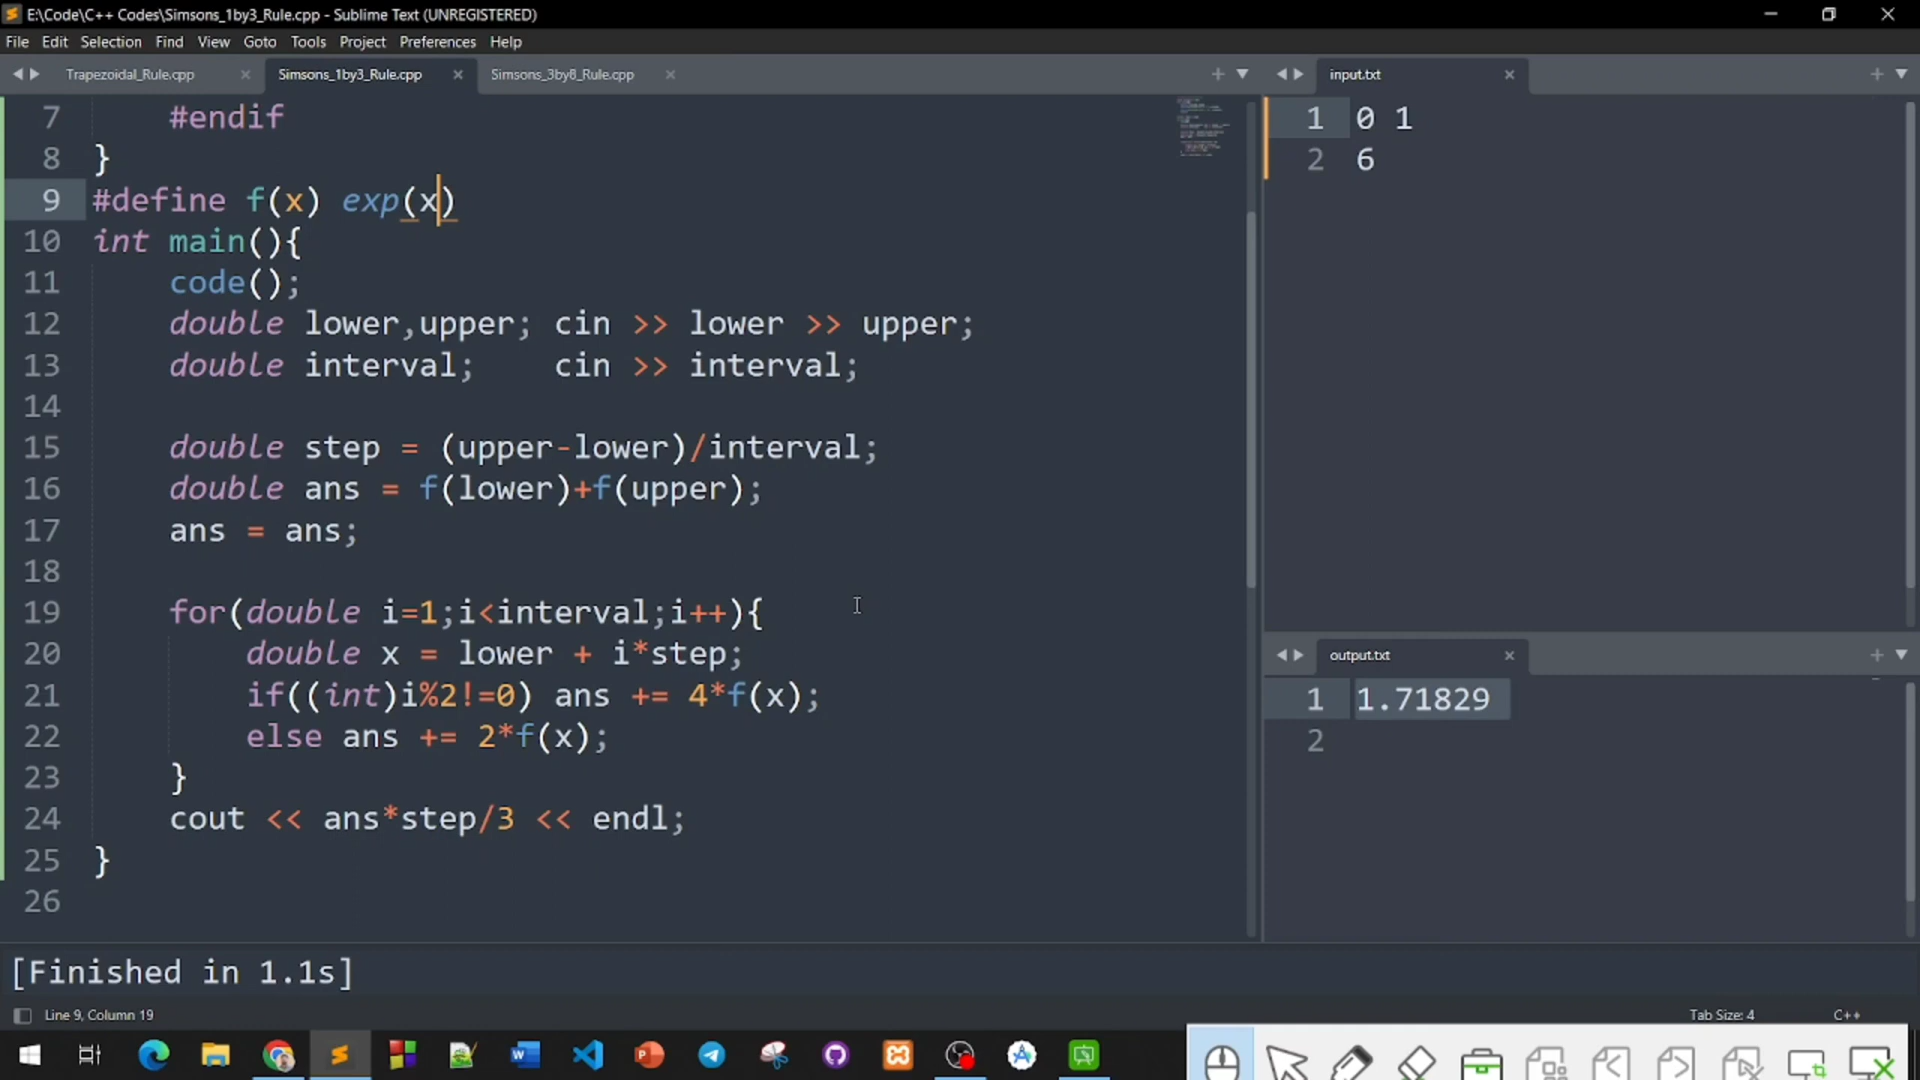 E:\Code\C++ Codes\Simsons_1by3_Rule.cpp - Sublime Text (UNREGISTERED)
File Edit Selection Find View Goto Tools Project Preferences Help
Trapezoidal_Rule.cpp Simsons_1by3_Rule.cpp Simsons_3by8_Rule.cpp
7 #endif
8 }
9 #define f(x) exp(x)
10 int main(){
11 code();
12 double lower,upper; cin >> lower >> upper;
13 double interval; cin >> interval;
14
15 double step = (upper-lower)/interval;
16 double ans = f(lower)+f(upper);
17 ans = ans;
18
19 for(double i=1;i<interval;i++){
20 double x = lower + i*step;
21 if((int)i%2!=0) ans += 4*f(x);
22 else ans += 2*f(x);
23 }
24 cout << ans*step/3 << endl;
25 }
26
input.txt
1 0 1
2 6
output.txt
1 1.71829
2
[Finished in 1.1s]
Line 9, Column 19
Tab Size: 4 C++